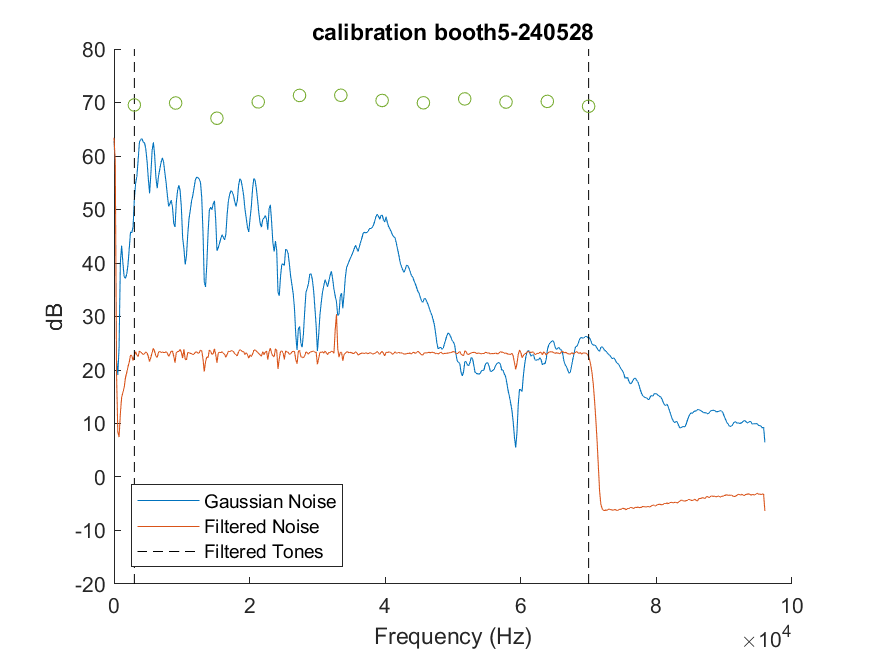 calibration booth5-240528
80
70
60
50
40
30
20
10
0
-10
-20
dB
Gaussian Noise
Filtered Noise
Filtered Tones
0 2 4 6 8 10
Frequency (Hz)
×10⁴